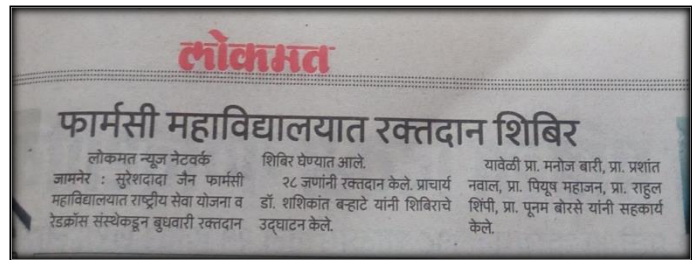 लोकमत
फार्मसी महाविद्यालयात रक्तदान शिबिर
लोकमत न्यूज नेटवर्क
जामनेर : सुरेशदादा जैन फार्मसी
महाविद्यालयात राष्ट्रीय सेवा योजना व
रेडक्रॉस संस्थेकडून बुधवारी रक्तदान
शिबिर घेण्यात आले.
२८ जणांनी रक्तदान केले. प्राचार्य
डॉ. शशिकांत बऱ्हाटे यांनी शिबिराचे
उद्घाटन केले.
यावेळी प्रा. मनोज बारी, प्रा. प्रशांत
नवाल, प्रा. पियूष महाजन, प्रा. राहुल
शिंपी, प्रा. पूनम बोरसे यांनी सहकार्य
केले.